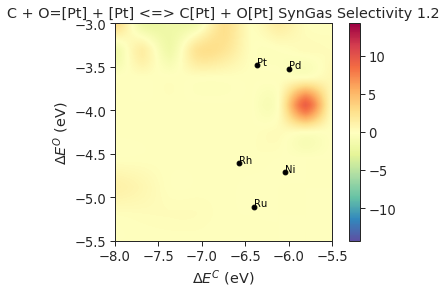 C + O=[Pt] + [Pt] <=> C[Pt] + O[Pt] SynGas Selectivity 1.2
−3.0
−3.5
−4.0
−4.5
−5.0
−5.5
ΔE^O (eV)
Pt
Pd
Rh
Ni
Ru
−8.0 −7.5 −7.0 −6.5 −6.0 −5.5
ΔE^C (eV)
10
5
0
−5
−10